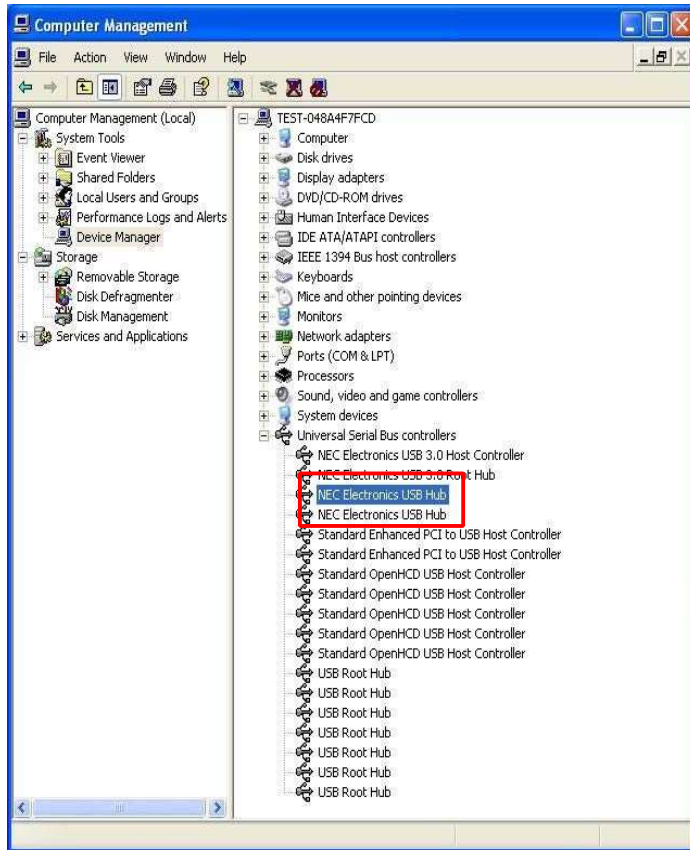 Computer Management
File Action View Window Help
Computer Management (Local)
System Tools
Event Viewer
Shared Folders
Local Users and Groups
Performance Logs and Alerts
Device Manager
Storage
Removable Storage
Disk Defragmenter
Disk Management
Services and Applications
TEST-048A4F7FCD
Computer
Disk drives
Display adapters
DVD/CD-ROM drives
Human Interface Devices
IDE ATA/ATAPI controllers
IEEE 1394 Bus host controllers
Keyboards
Mice and other pointing devices
Monitors
Network adapters
Ports (COM & LPT)
Processors
Sound, video and game controllers
System devices
Universal Serial Bus controllers
NEC Electronics USB 3.0 Host Controller
NEC Electronics USB 3.0 Root Hub
NEC Electronics USB Hub
NEC Electronics USB Hub
Standard Enhanced PCI to USB Host Controller
Standard Enhanced PCI to USB Host Controller
Standard OpenHCD USB Host Controller
Standard OpenHCD USB Host Controller
Standard OpenHCD USB Host Controller
Standard OpenHCD USB Host Controller
Standard OpenHCD USB Host Controller
USB Root Hub
USB Root Hub
USB Root Hub
USB Root Hub
USB Root Hub
USB Root Hub
USB Root Hub